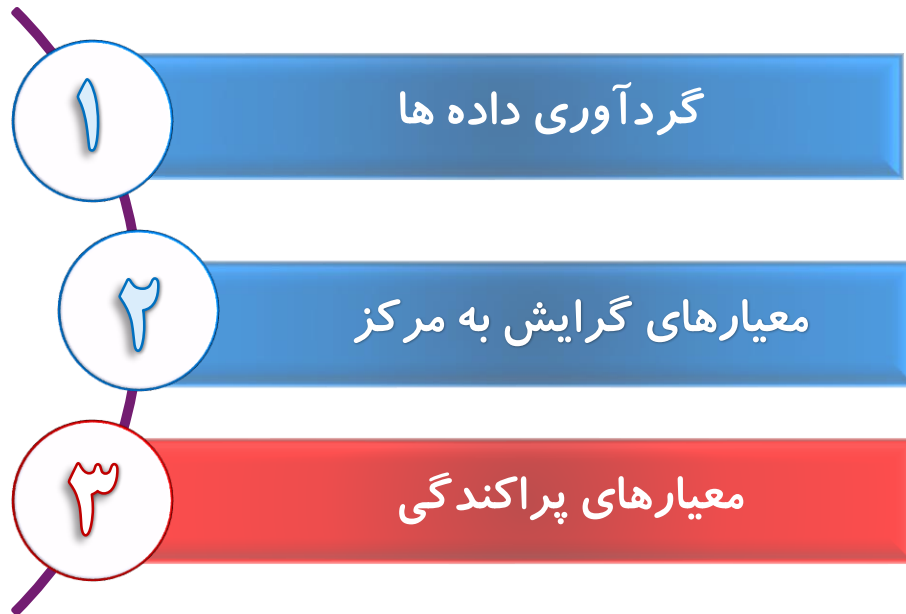 ۱
گردآوری داده ها
۲
معیارهای گرایش به مرکز
۳
معیارهای پراکندگی